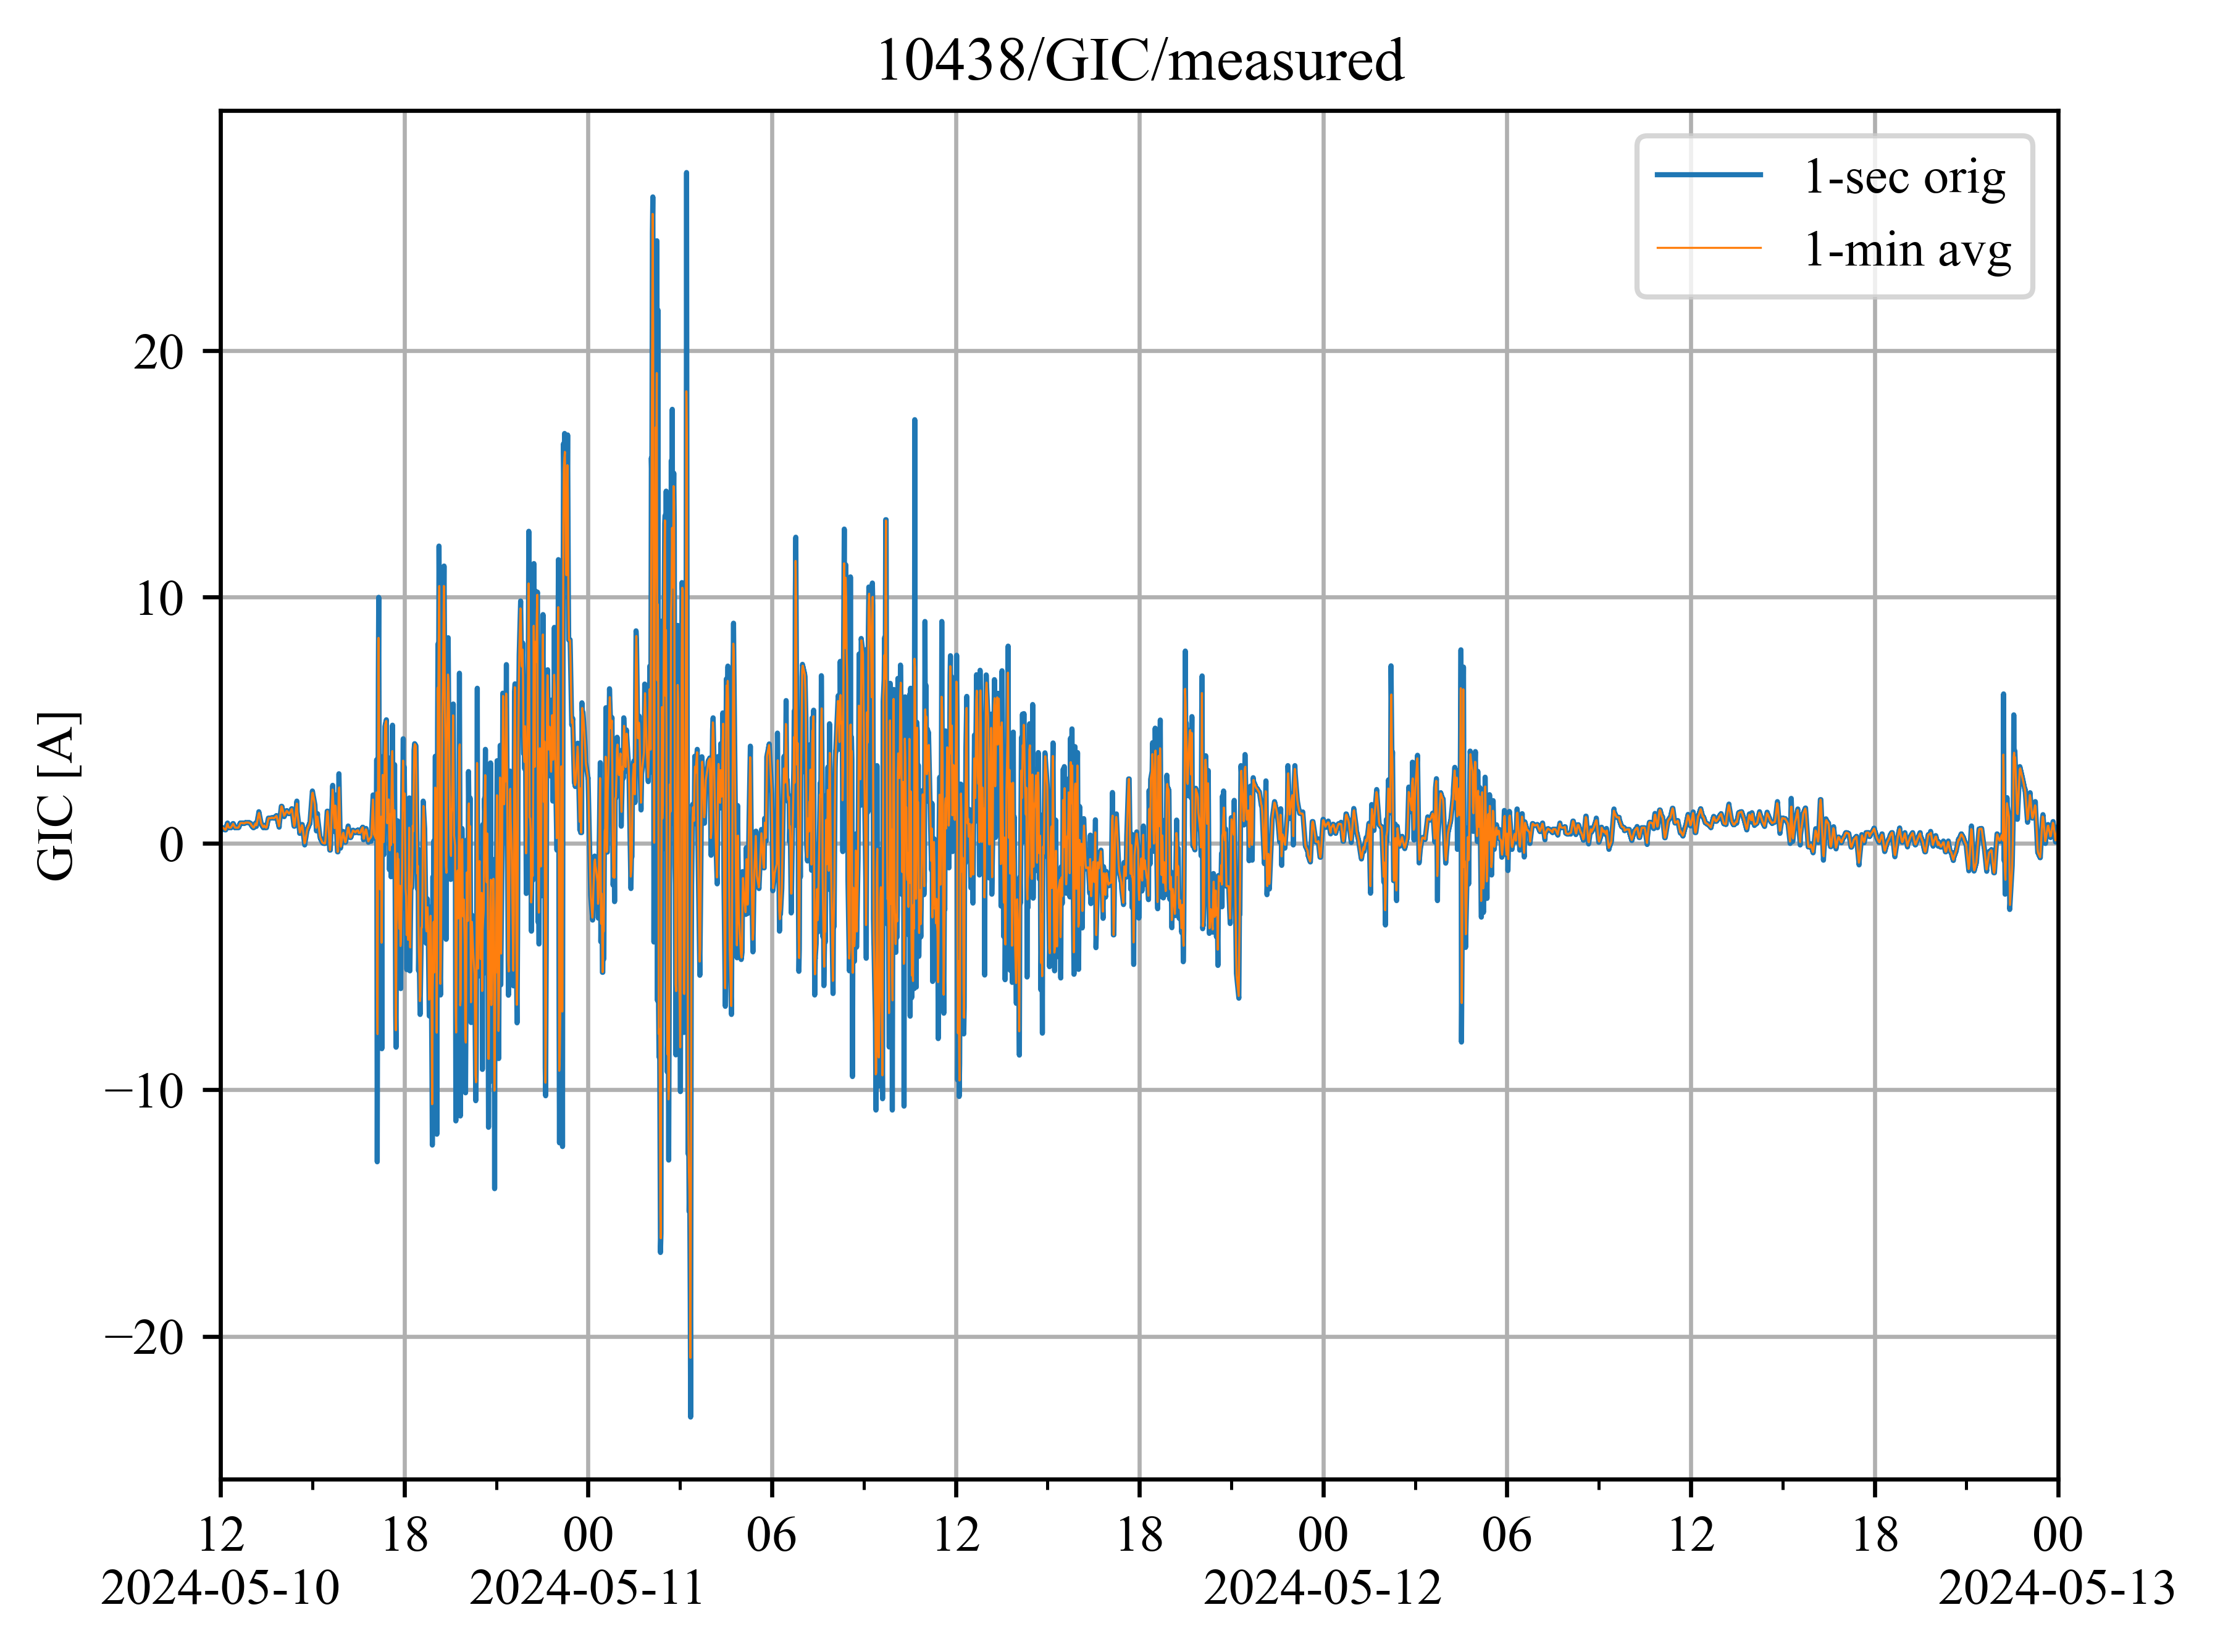 10438/GIC/measured
1-sec orig
1-min avg
GIC [A]
20
10
0
−10
−20
12 18 00 06 12 18 00 06 12 18 00
2024-05-10 2024-05-11 2024-05-12 2024-05-13